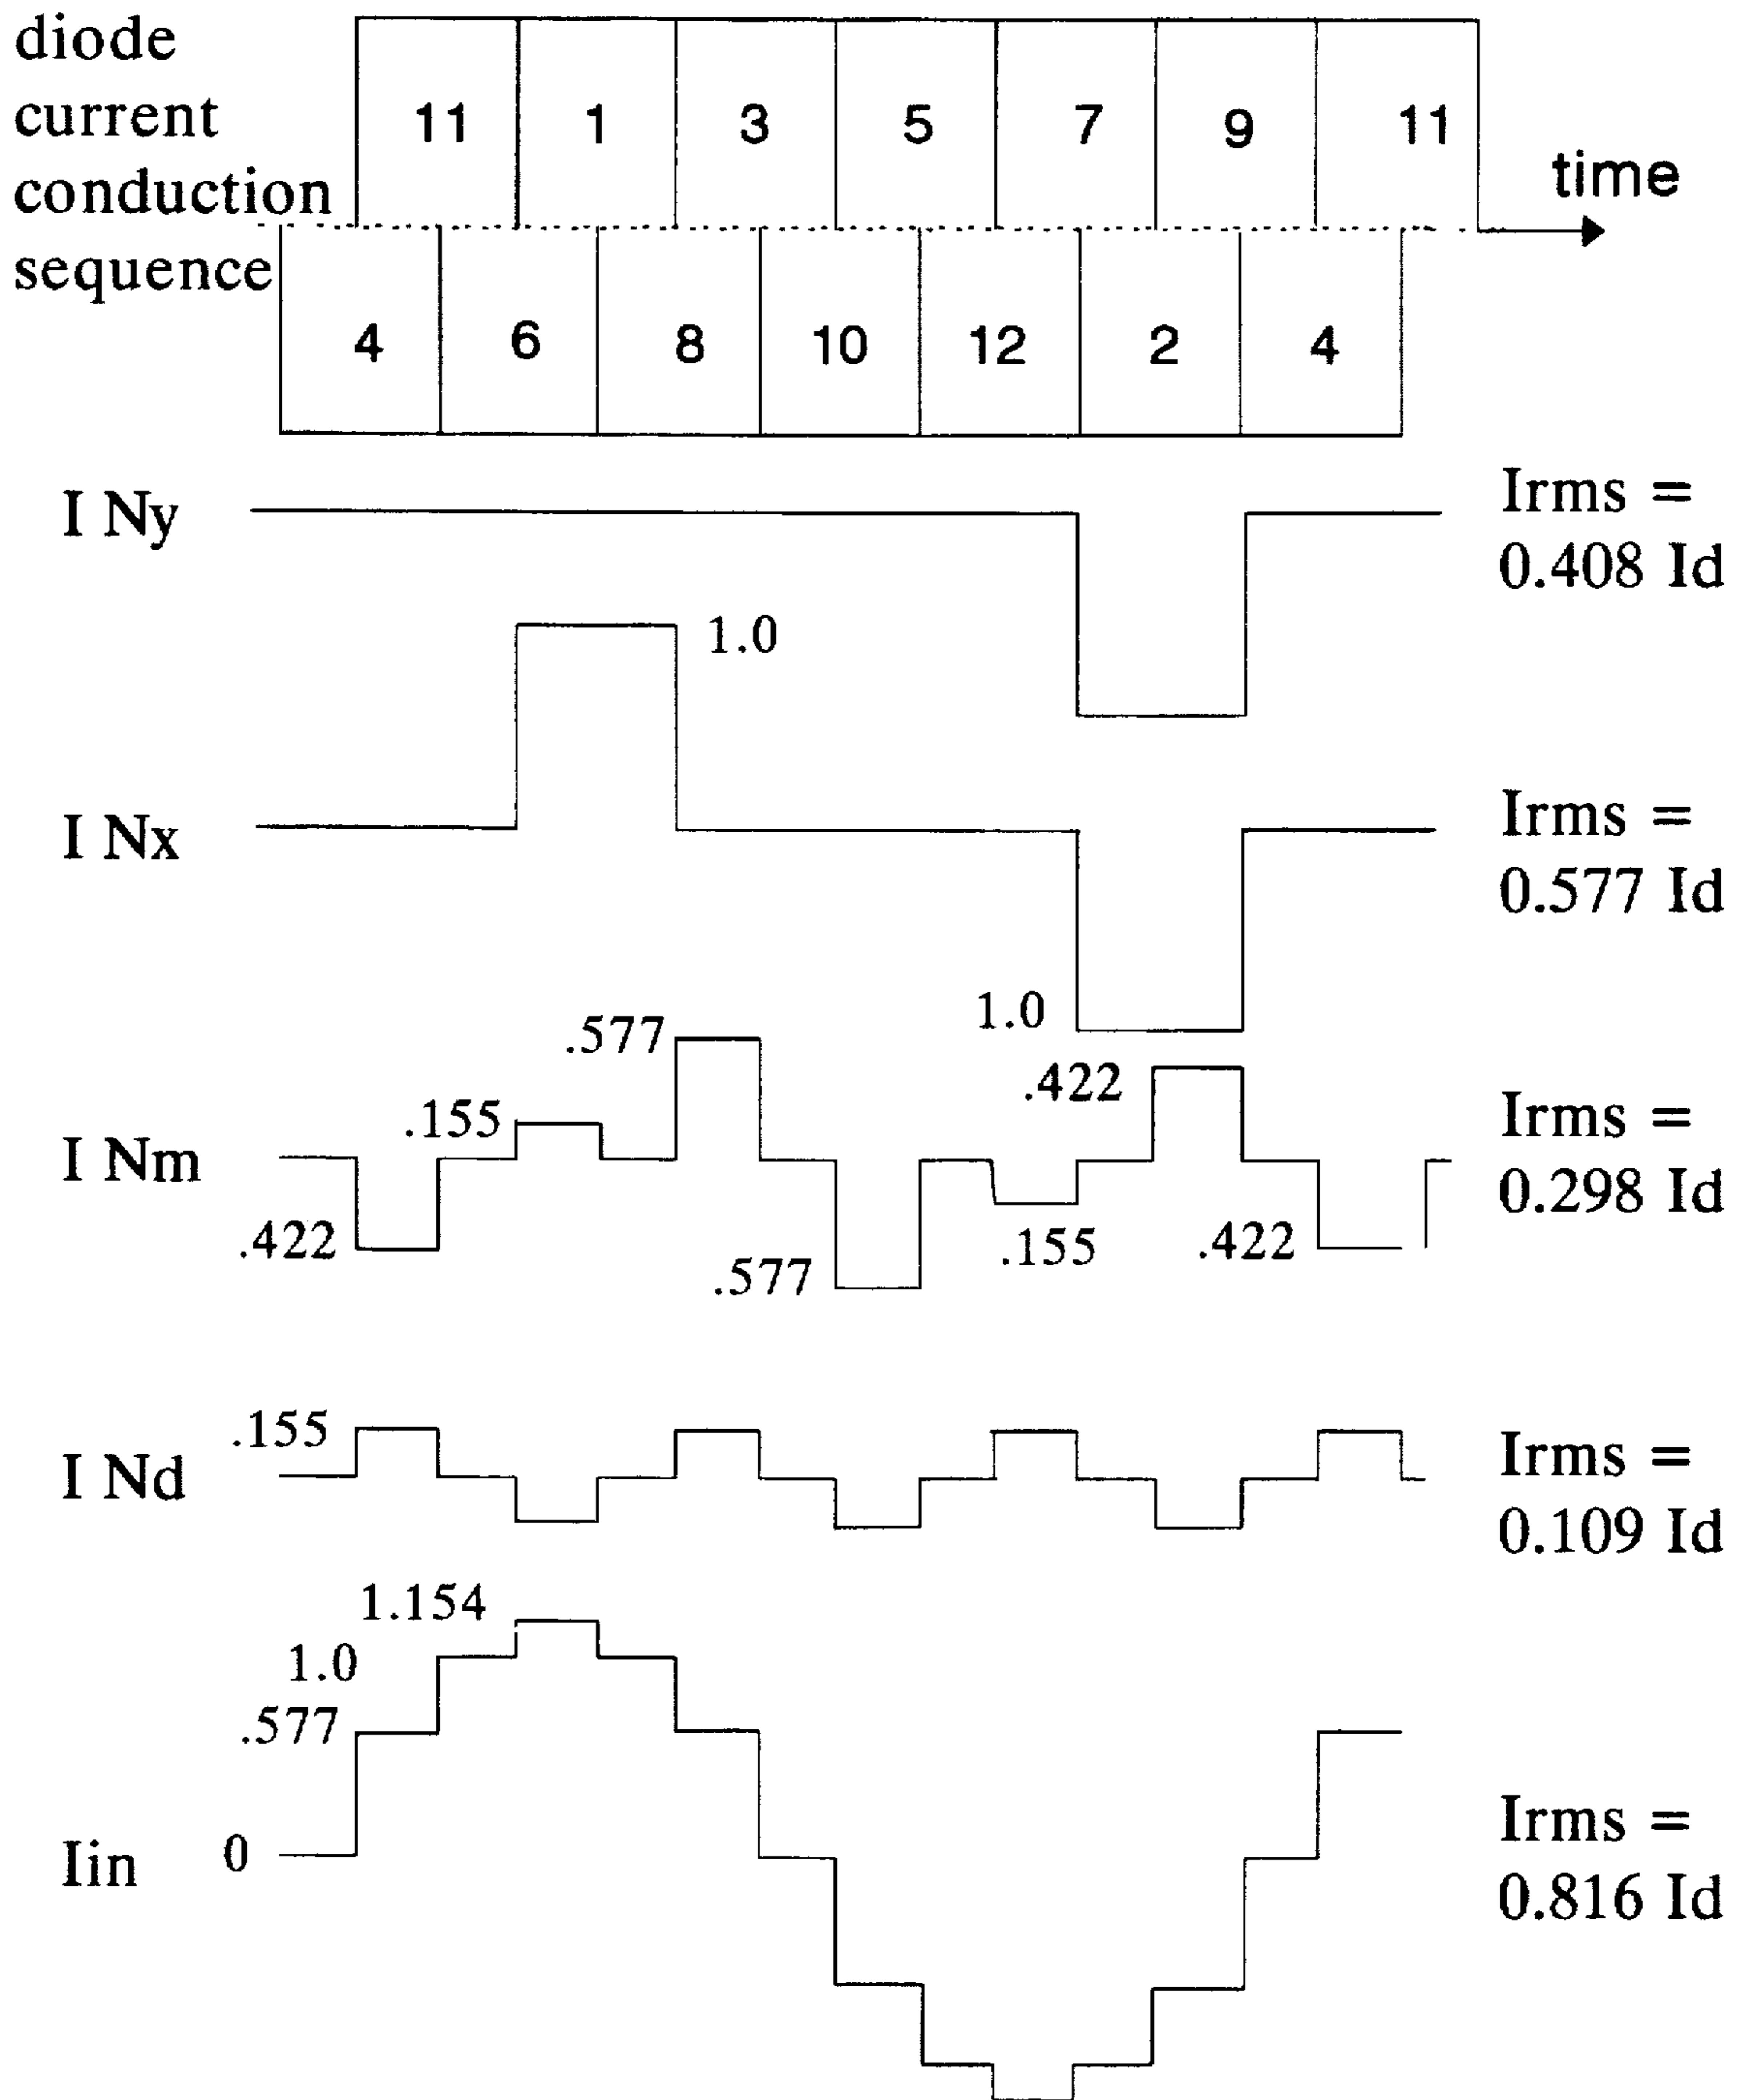 diode
current
conduction
sequence
11 1 3 5 7 9 11
time
4 6 8 10 12 2 4
I Ny
Irms =
0.408 Id
1.0
I Nx
Irms =
0.577 Id
1.0
.577
.422
.155
I Nm
Irms =
0.298 Id
.422
.577
.155
.422
.155
I Nd
Irms =
0.109 Id
1.154
1.0
.577
Iin
0
Irms =
0.816 Id